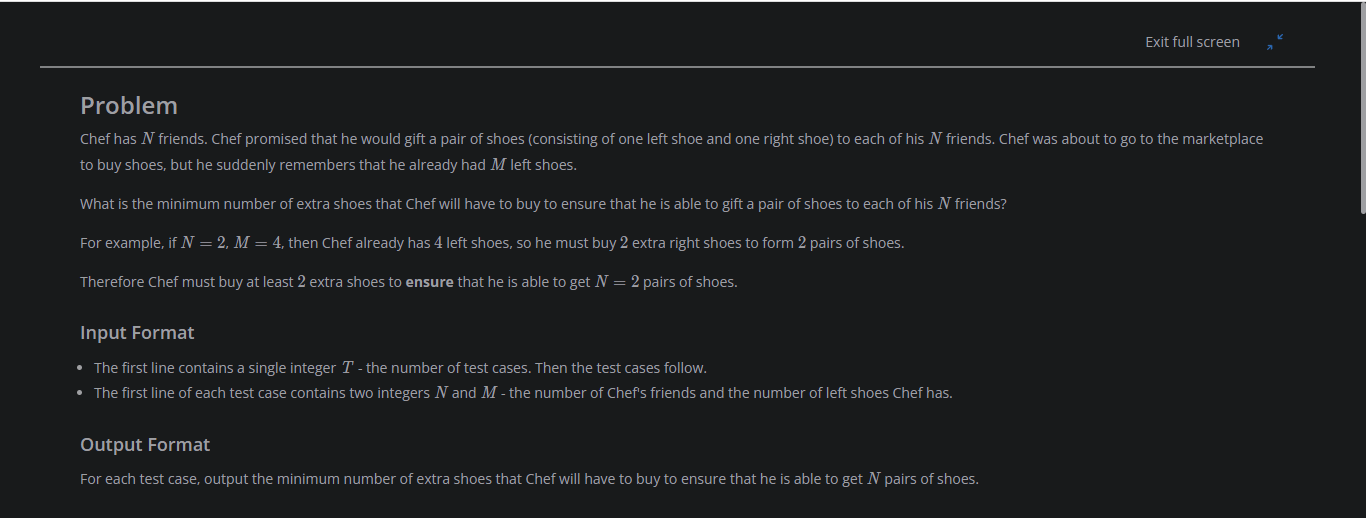 Exit full screen
Problem
Chef has N friends. Chef promised that he would gift a pair of shoes (consisting of one left shoe and one right shoe) to each of his N friends. Chef was about to go to the marketplace
to buy shoes, but he suddenly remembers that he already had M left shoes.
What is the minimum number of extra shoes that Chef will have to buy to ensure that he is able to gift a pair of shoes to each of his N friends?
For example, if N = 2, M = 4, then Chef already has 4 left shoes, so he must buy 2 extra right shoes to form 2 pairs of shoes.
Therefore Chef must buy at least 2 extra shoes to ensure that he is able to get N = 2 pairs of shoes.
Input Format
• The first line contains a single integer T - the number of test cases. Then the test cases follow.
• The first line of each test case contains two integers N and M - the number of Chef's friends and the number of left shoes Chef has.
Output Format
For each test case, output the minimum number of extra shoes that Chef will have to buy to ensure that he is able to get N pairs of shoes.